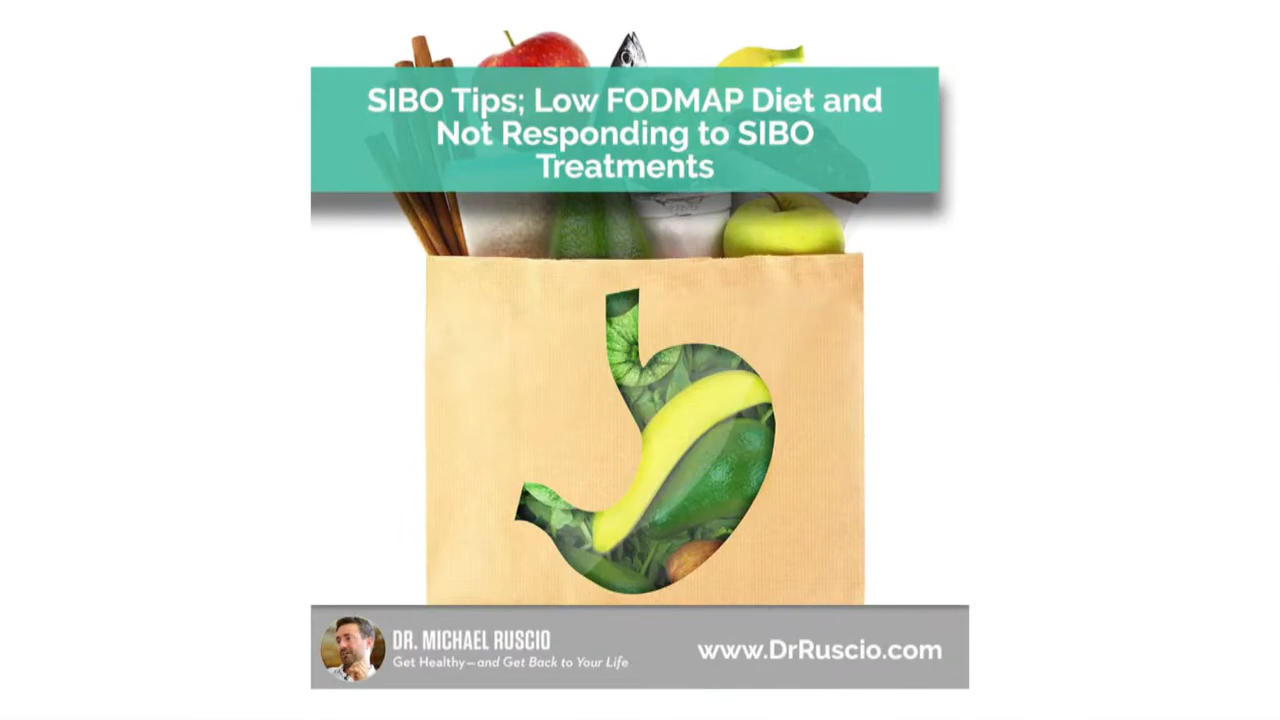 SIBO Tips; Low FODMAP Diet and
Not Responding to SIBO
Treatments
DR. MICHAEL RUSCIO
Get Healthy—and Get Back to Your Life
www.DrRuscio.com